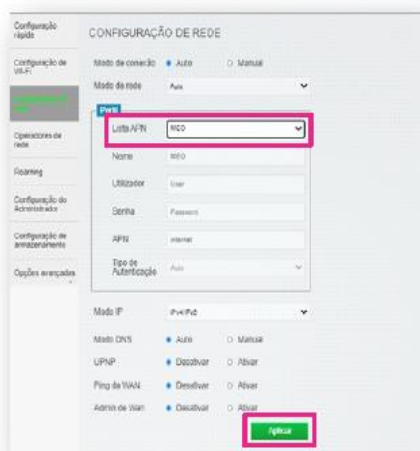 Configuração
rápida
Configuração de
Wi-Fi
Operadores de
rede
Roaming
Configuração do
Administrador
Configuração de
armazenamento
Opções avançadas
CONFIGURAÇÃO DE REDE
Modo de conexão Auto Manual
Modo de rede Auto
Perfil
Lista APN MEO
Nome MEO
Utilizador User
Senha Password
APN internet
Tipo de
Autenticação Auto
Modo IP IPv4/IPv6
Modo DNS Auto Manual
UPNP Desativar Ativar
Ping da WAN Desativar Ativar
Admin de Wan Desativar Ativar
Aplicar